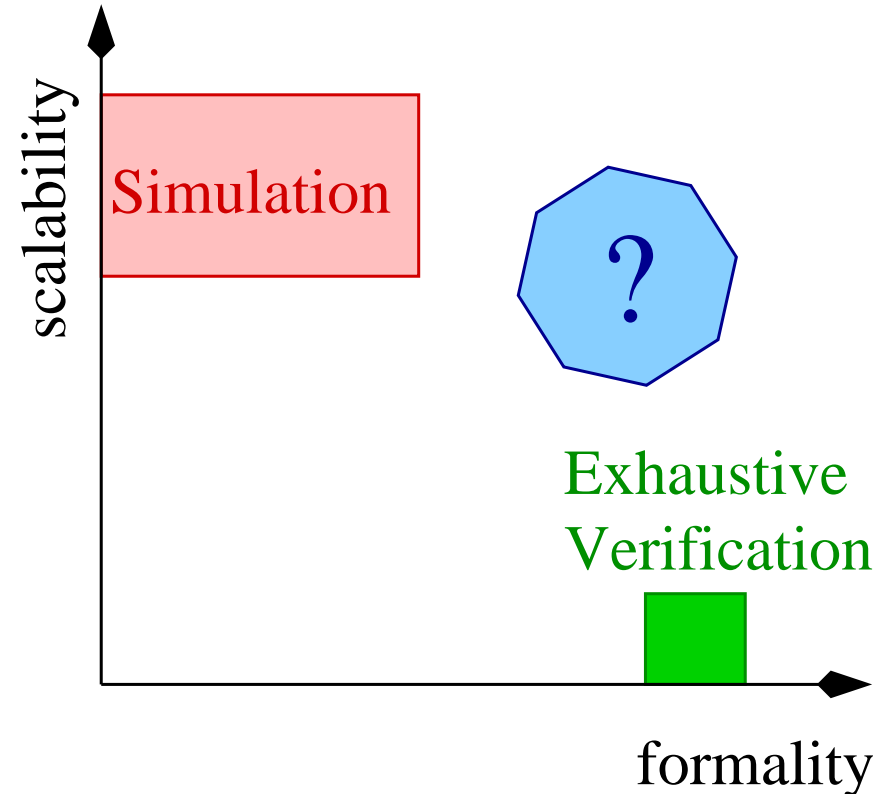 scalability
Simulation
?
Exhaustive
Verification
formality